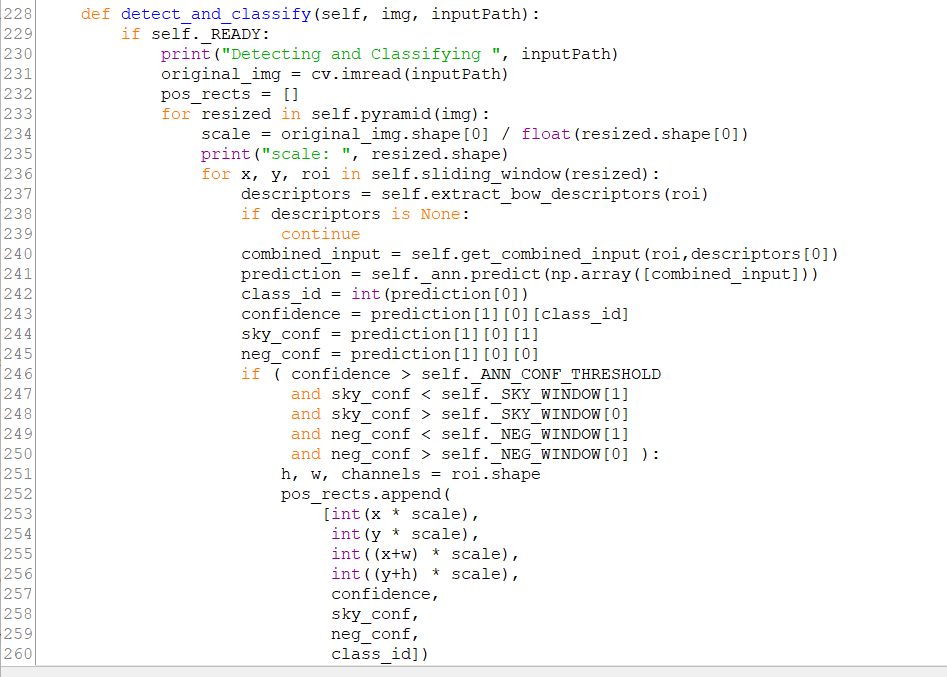 228     def detect_and_classify(self, img, inputPath):
229         if self._READY:
230             print("Detecting and Classifying ", inputPath)
231             original_img = cv.imread(inputPath)
232             pos_rects = []
233             for resized in self.pyramid(img):
234                 scale = original_img.shape[0] / float(resized.shape[0])
235                 print("scale: ", resized.shape)
236                 for x, y, roi in self.sliding_window(resized):
237                     descriptors = self.extract_bow_descriptors(roi)
238                     if descriptors is None:
239                         continue
240                     combined_input = self.get_combined_input(roi,descriptors[0])
241                     prediction = self._ann.predict(np.array([combined_input]))
242                     class_id = int(prediction[0])
243                     confidence = prediction[1][0][class_id]
244                     sky_conf = prediction[1][0][1]
245                     neg_conf = prediction[1][0][0]
246                     if ( confidence > self._ANN_CONF_THRESHOLD
247                          and sky_conf < self._SKY_WINDOW[1]
248                          and sky_conf > self._SKY_WINDOW[0]
249                          and neg_conf < self._NEG_WINDOW[1]
250                          and neg_conf > self._NEG_WINDOW[0] ):
251                         h, w, channels = roi.shape
252                         pos_rects.append(
253                             [int(x * scale),
254                              int(y * scale),
255                              int((x+w) * scale),
256                              int((y+h) * scale),
257                              confidence,
258                              sky_conf,
259                              neg_conf,
260                              class_id])